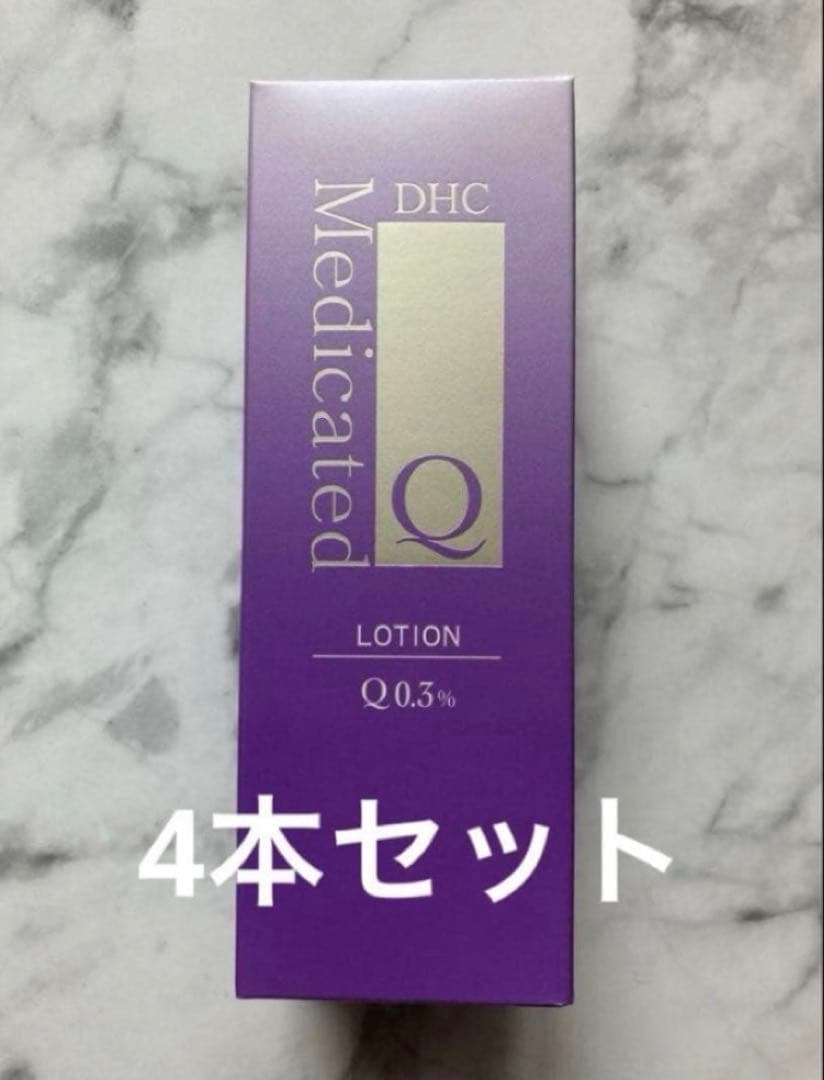 DHC
Medicated
Q
LOTION
Q 0.3%
4本セット